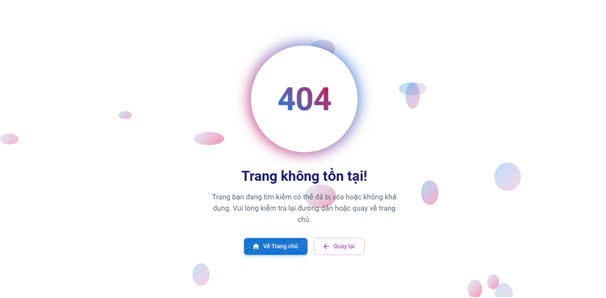 404
Trang không tồn tại!
Trang bạn đang tìm kiếm có thể đã bị xóa hoặc không khả
dụng. Vui lòng kiểm tra lại đường dẫn hoặc quay về trang
chủ.
Về Trang chủ
Quay lại